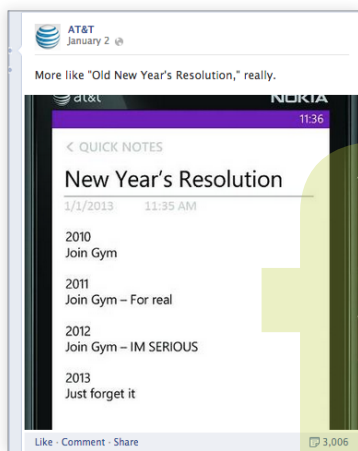 AT&T
January 2
More like "Old New Year's Resolution," really.
at&t NOKIA
11:36
< QUICK NOTES
New Year's Resolution
1/1/2013 11:35 AM
2010
Join Gym
2011
Join Gym – For real
2012
Join Gym – IM SERIOUS
2013
Just forget it
Like · Comment · Share 3,006